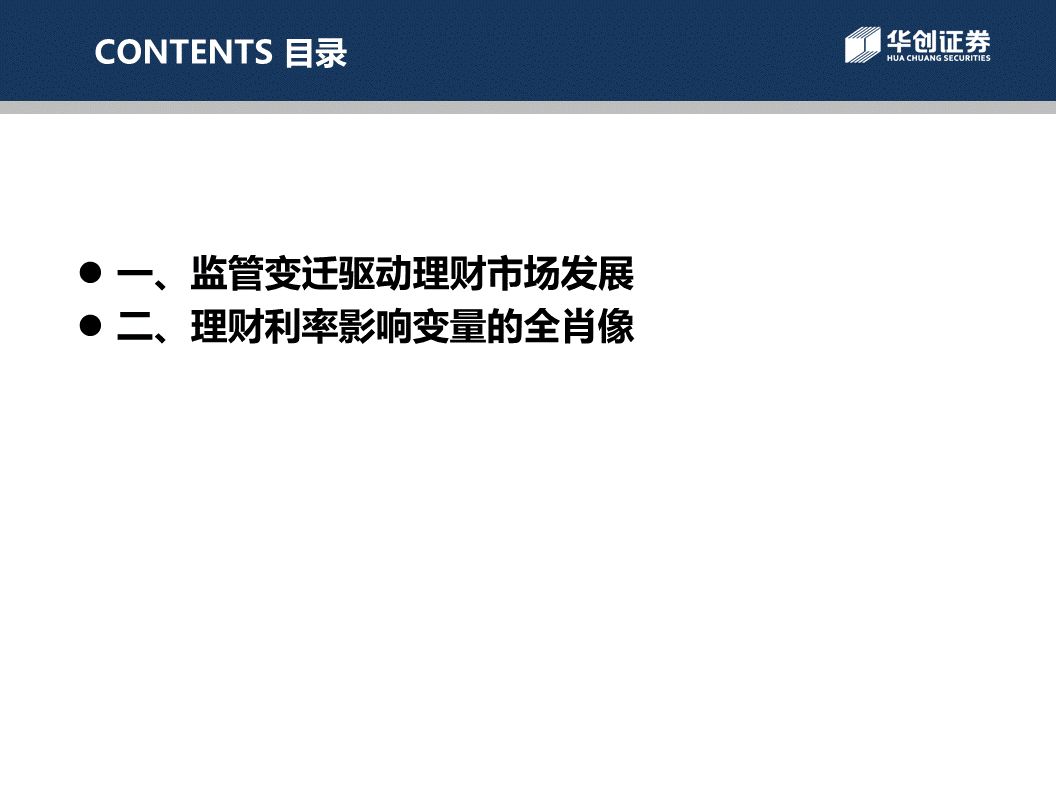 CONTENTS 目录
华创证券
HUA CHUANG SECURITIES
● 一、监管变迁驱动理财市场发展
● 二、理财利率影响变量的全肖像